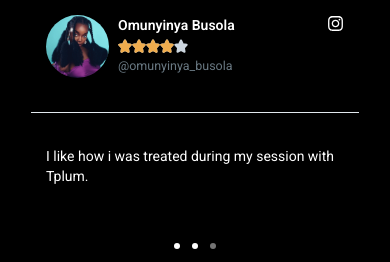 Omunyinya Busola
@omunyinya_busola
I like how i was treated during my session with
Tplum.